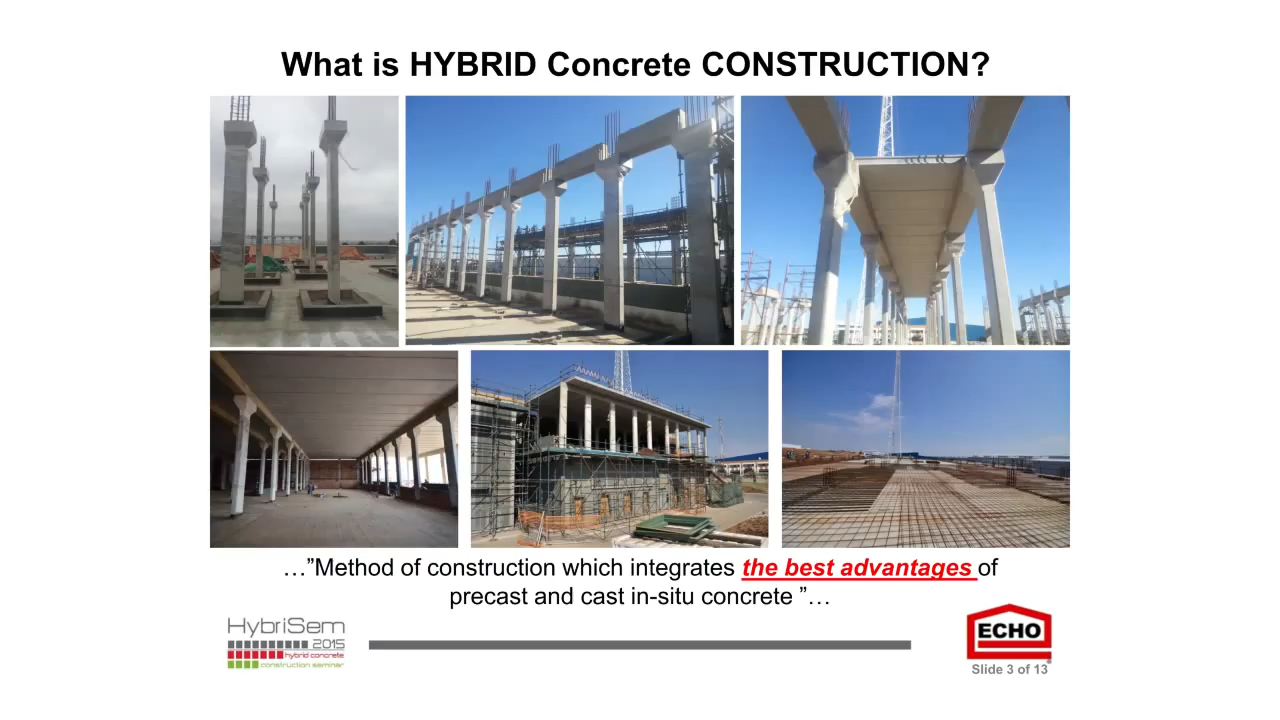 What is HYBRID Concrete CONSTRUCTION?
…”Method of construction which integrates the best advantages of
precast and cast in-situ concrete ”…
HybriSem
2015
hybrid concrete
construction seminar
ECHO
Slide 3 of 13